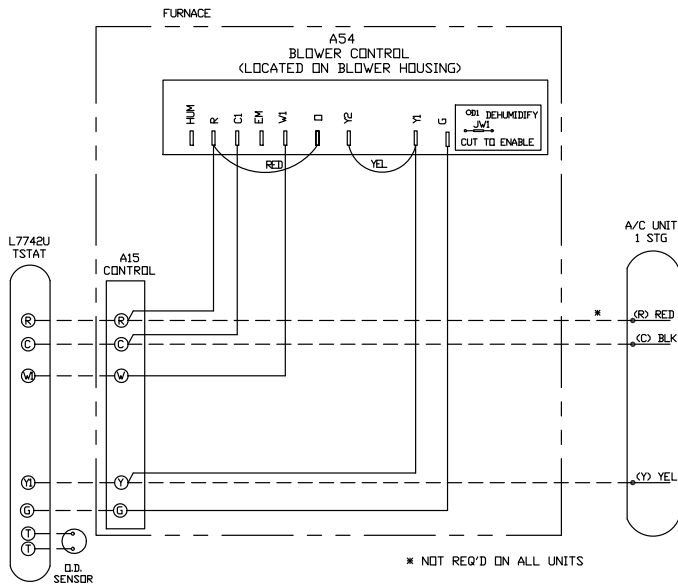 FURNACE
A54
BLOWER CONTROL
(LOCATED ON BLOWER HOUSING)
HUM
R
C1
EM
W1
O
Y2
Y1
G
OD1 DEHUMIDIFY
JW1
CUT TO ENABLE
RED
YEL
L7742U
TSTAT
A15
CONTROL
A/C UNIT
1 STG
R
R
*
(R) RED
C
C
(C) BLK
W1
W
Y1
Y
(Y) YEL
G
G
T
T
O.D.
SENSOR
* NOT REQ'D ON ALL UNITS